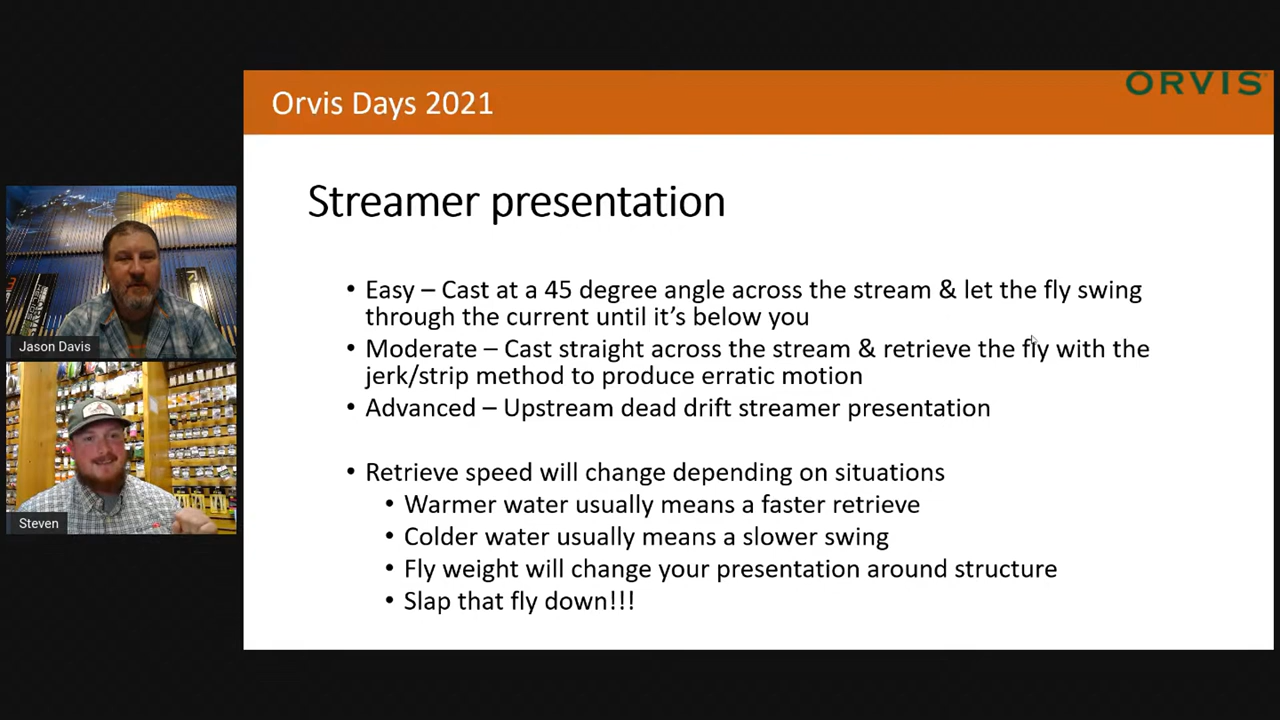 Orvis Days 2021
ORVIS
Streamer presentation
• Easy – Cast at a 45 degree angle across the stream & let the fly swing
through the current until it’s below you
• Moderate – Cast straight across the stream & retrieve the fly with the
jerk/strip method to produce erratic motion
• Advanced – Upstream dead drift streamer presentation
• Retrieve speed will change depending on situations
• Warmer water usually means a faster retrieve
• Colder water usually means a slower swing
• Fly weight will change your presentation around structure
• Slap that fly down!!!
Jason Davis
Steven